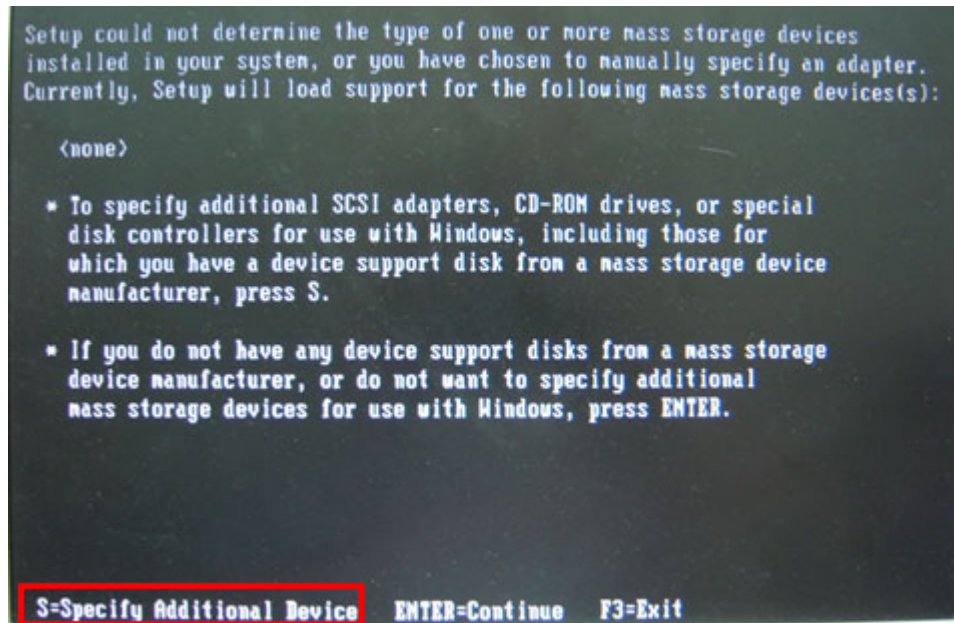 Setup could not determine the type of one or more mass storage devices
installed in your system, or you have chosen to manually specify an adapter.
Currently, Setup will load support for the following mass storage devices(s):
<none>
* To specify additional SCSI adapters, CD-ROM drives, or special
disk controllers for use with Windows, including those for
which you have a device support disk from a mass storage device
manufacturer, press S.
* If you do not have any device support disks from a mass storage
device manufacturer, or do not want to specify additional
mass storage devices for use with Windows, press ENTER.
S=Specify Additional Device ENTER=Continue F3=Exit